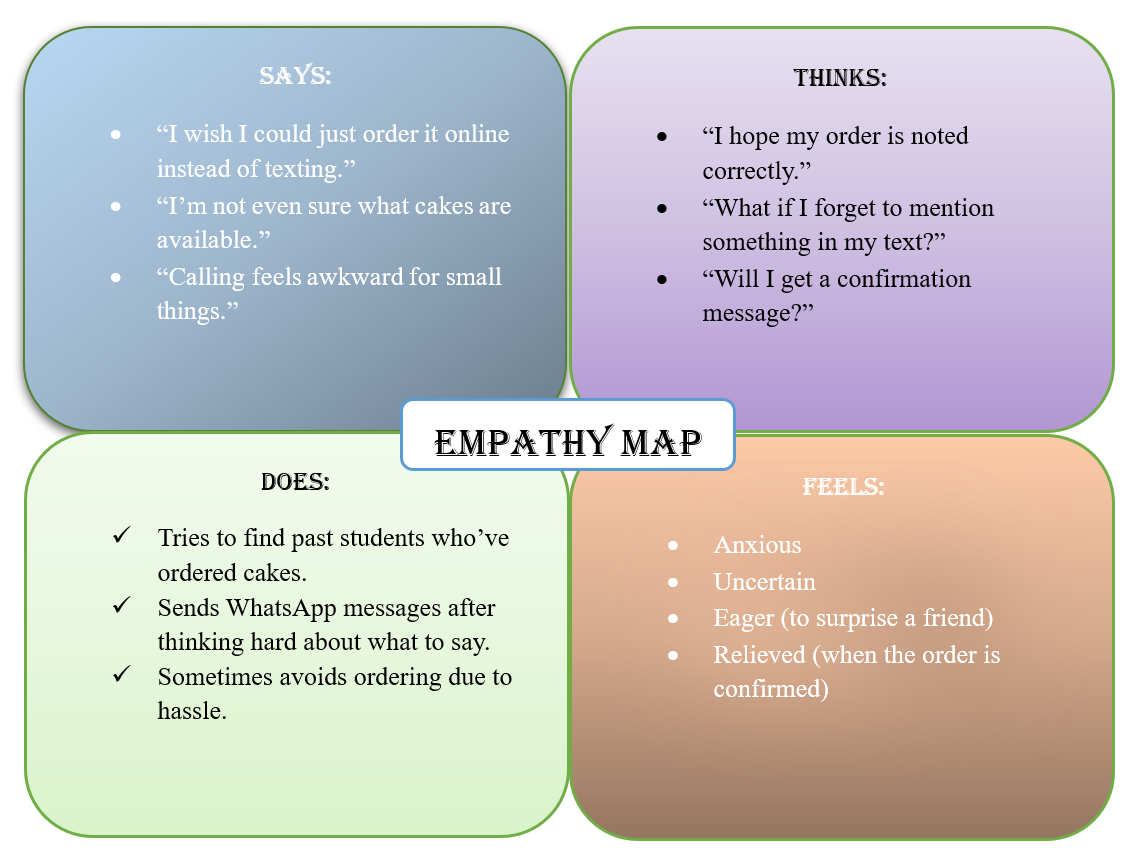 SAYS:
• “I wish I could just order it online
instead of texting.”
• “I’m not even sure what cakes are
available.”
• “Calling feels awkward for small
things.”
THINKS:
• “I hope my order is noted
correctly.”
• “What if I forget to mention
something in my text?”
• “Will I get a confirmation
message?”
EMPATHY MAP
DOES:
✓ Tries to find past students who’ve
ordered cakes.
✓ Sends WhatsApp messages after
thinking hard about what to say.
✓ Sometimes avoids ordering due to
hassle.
FEELS:
• Anxious
• Uncertain
• Eager (to surprise a friend)
• Relieved (when the order is
confirmed)